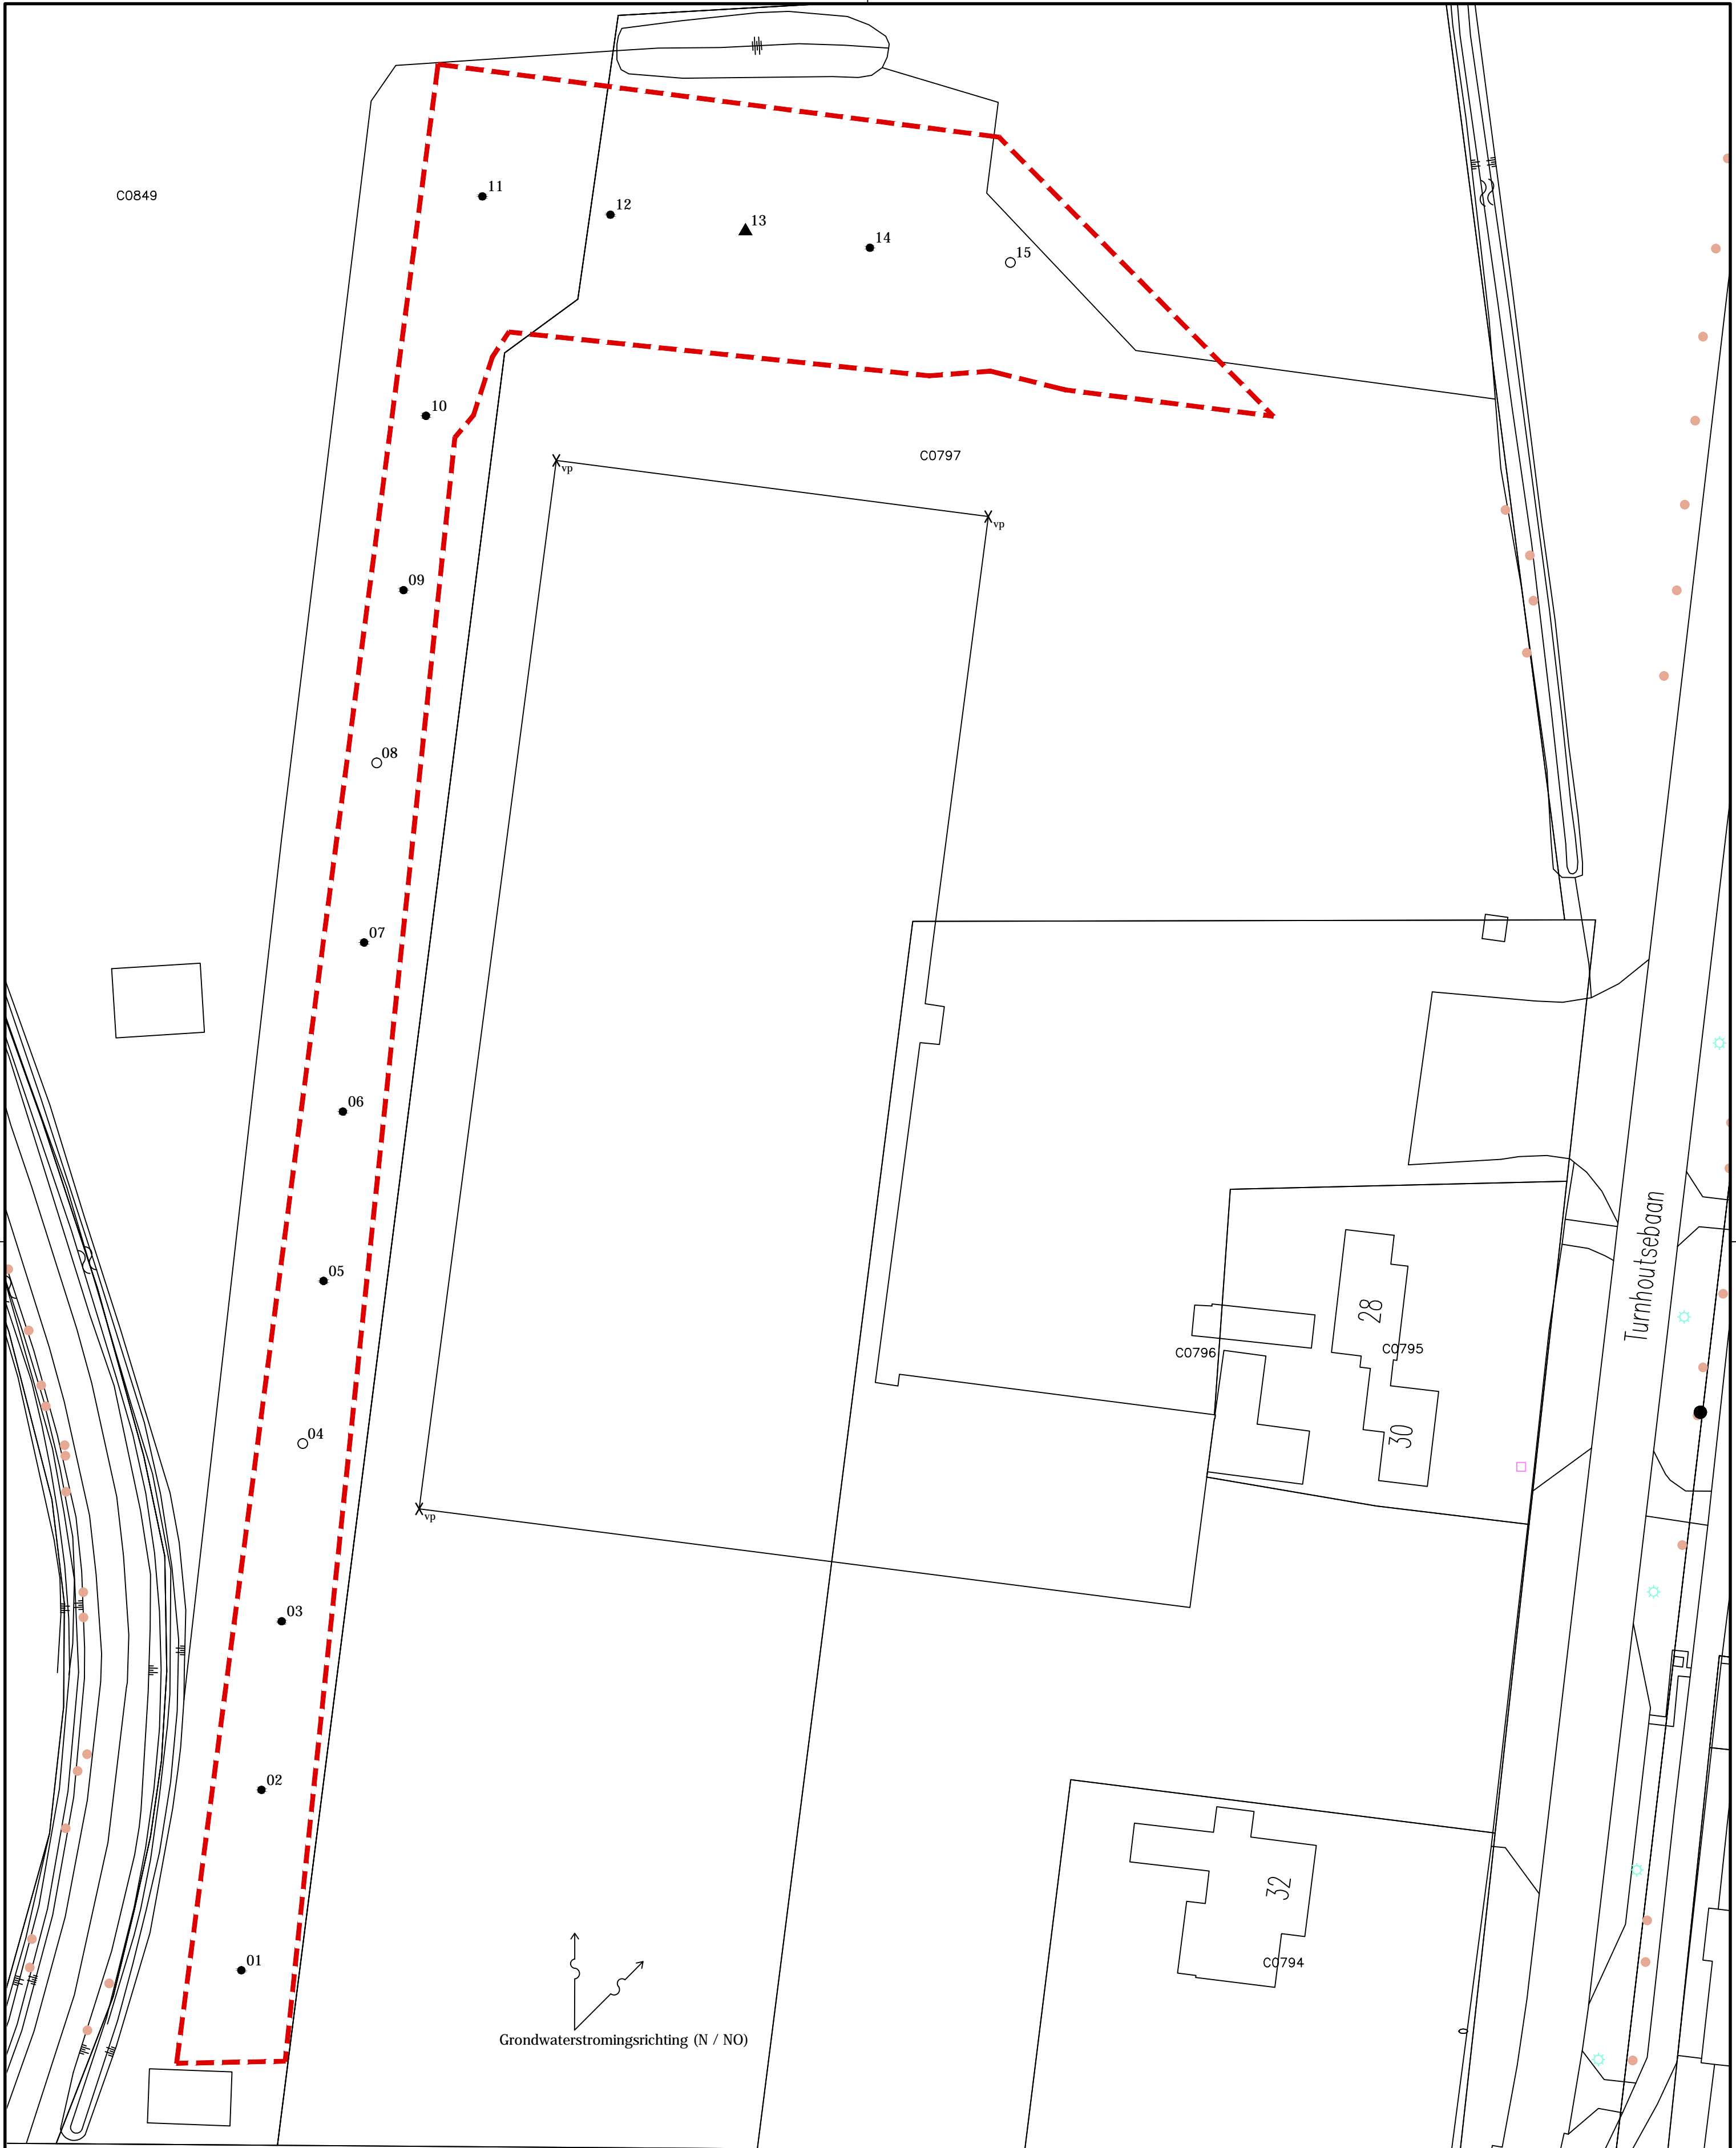 11
C0849
12
13
14
15
10
C0797
vp
vp
09
08
07
06
Turnhoutsebaan
05
28
C0796
C0795
04
30
vp
03
02
32
01
C0794
Grondwaterstromingsrichting (N / NO)